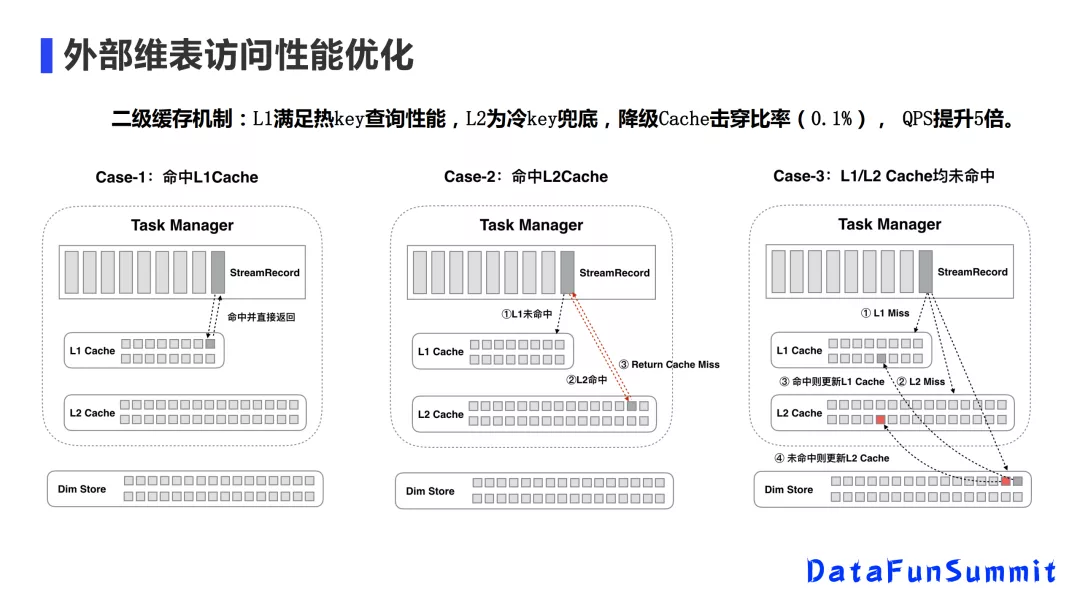 外部维表访问性能优化
二级缓存机制：L1满足热key查询性能，L2为冷key兜底，降级Cache击穿比率（0.1%）， QPS提升5倍。
Case-1：命中L1Cache
Task Manager
StreamRecord
命中并直接返回
L1 Cache
L2 Cache
Dim Store
Case-2：命中L2Cache
Task Manager
StreamRecord
①L1未命中
L1 Cache
③ Return Cache Miss
②L2命中
L2 Cache
Dim Store
Case-3：L1/L2 Cache均未命中
Task Manager
StreamRecord
① L1 Miss
L1 Cache
③ 命中则更新L1 Cache
② L2 Miss
L2 Cache
④ 未命中则更新L2 Cache
Dim Store
DataFunSummit